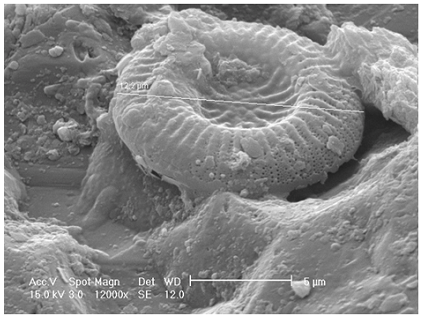 Acc.V Spot Magn Det WD
15.0 kV 3.0 12000x SE 12.0
5 µm